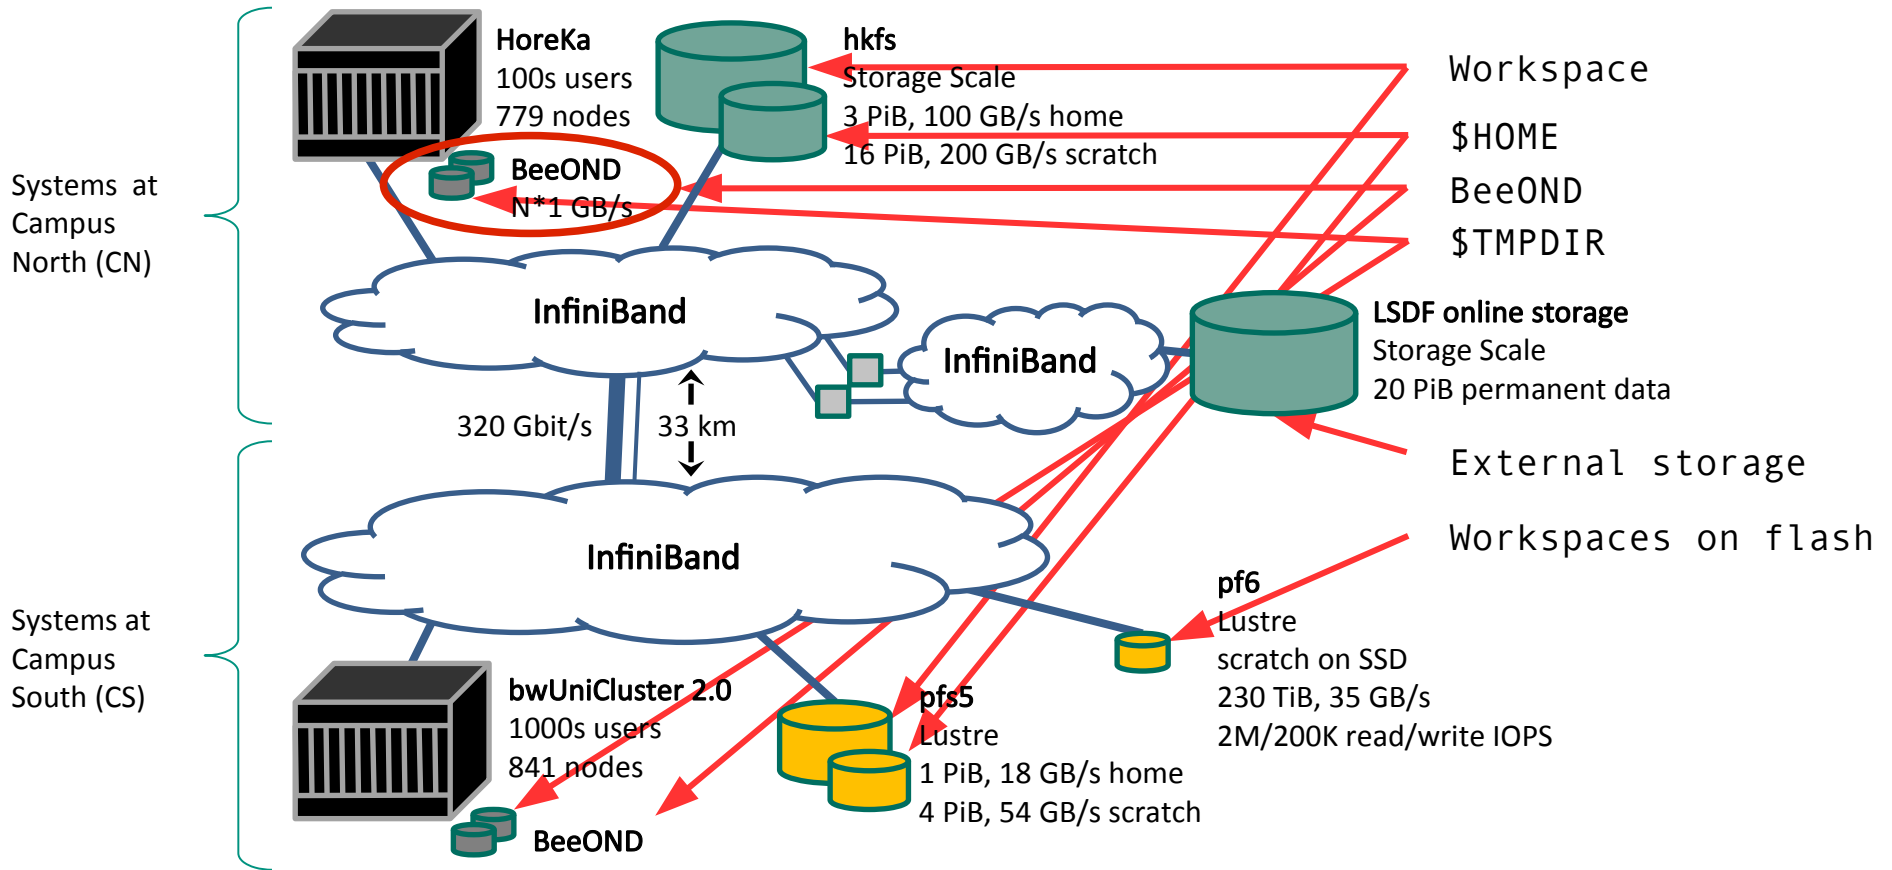 HoreKa
100s users
779 nodes
BeeOND
N*1 GB/s
hkfs
Storage Scale
3 PiB, 100 GB/s home
16 PiB, 200 GB/s scratch
Workspace
$HOME
BeeOND
$TMPDIR
Systems at
Campus
North (CN)
InfiniBand
InfiniBand
LSDF online storage
Storage Scale
20 PiB permanent data
320 Gbit/s
33 km
External storage
Workspaces on flash
InfiniBand
Systems at
Campus
South (CS)
pf6
Lustre
scratch on SSD
230 TiB, 35 GB/s
2M/200K read/write IOPS
bwUniCluster 2.0
1000s users
841 nodes
BeeOND
pfs5
Lustre
1 PiB, 18 GB/s home
4 PiB, 54 GB/s scratch